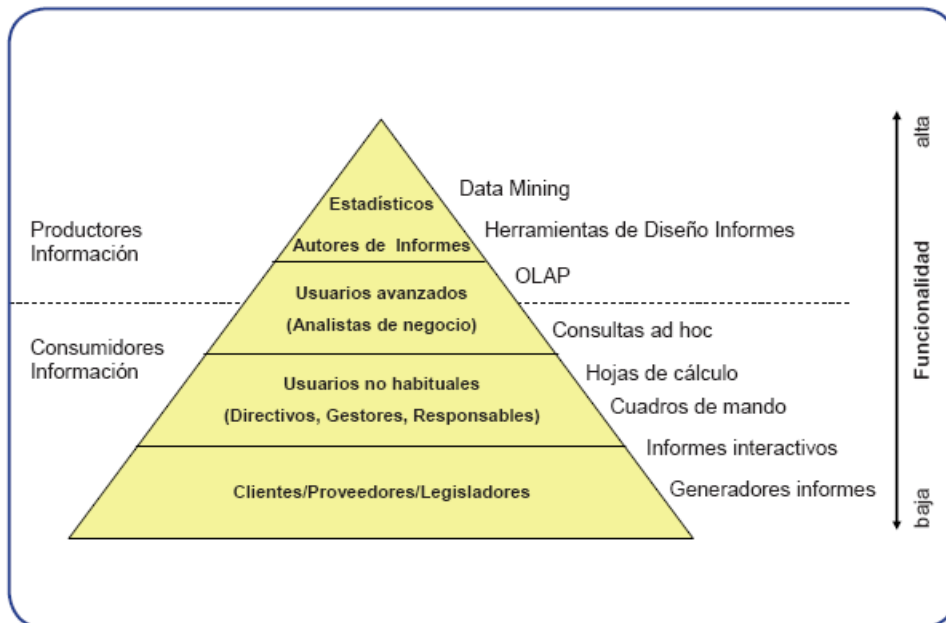 Productores
Información
Consumidores
Información
Estadísticos
Autores de Informes
Usuarios avanzados
(Analistas de negocio)
Usuarios no habituales
(Directivos, Gestores, Responsables)
Clientes/Proveedores/Legisladores
Data Mining
Herramientas de Diseño Informes
OLAP
Consultas ad hoc
Hojas de cálculo
Cuadros de mando
Informes interactivos
Generadores informes
alta
Funcionalidad
baja